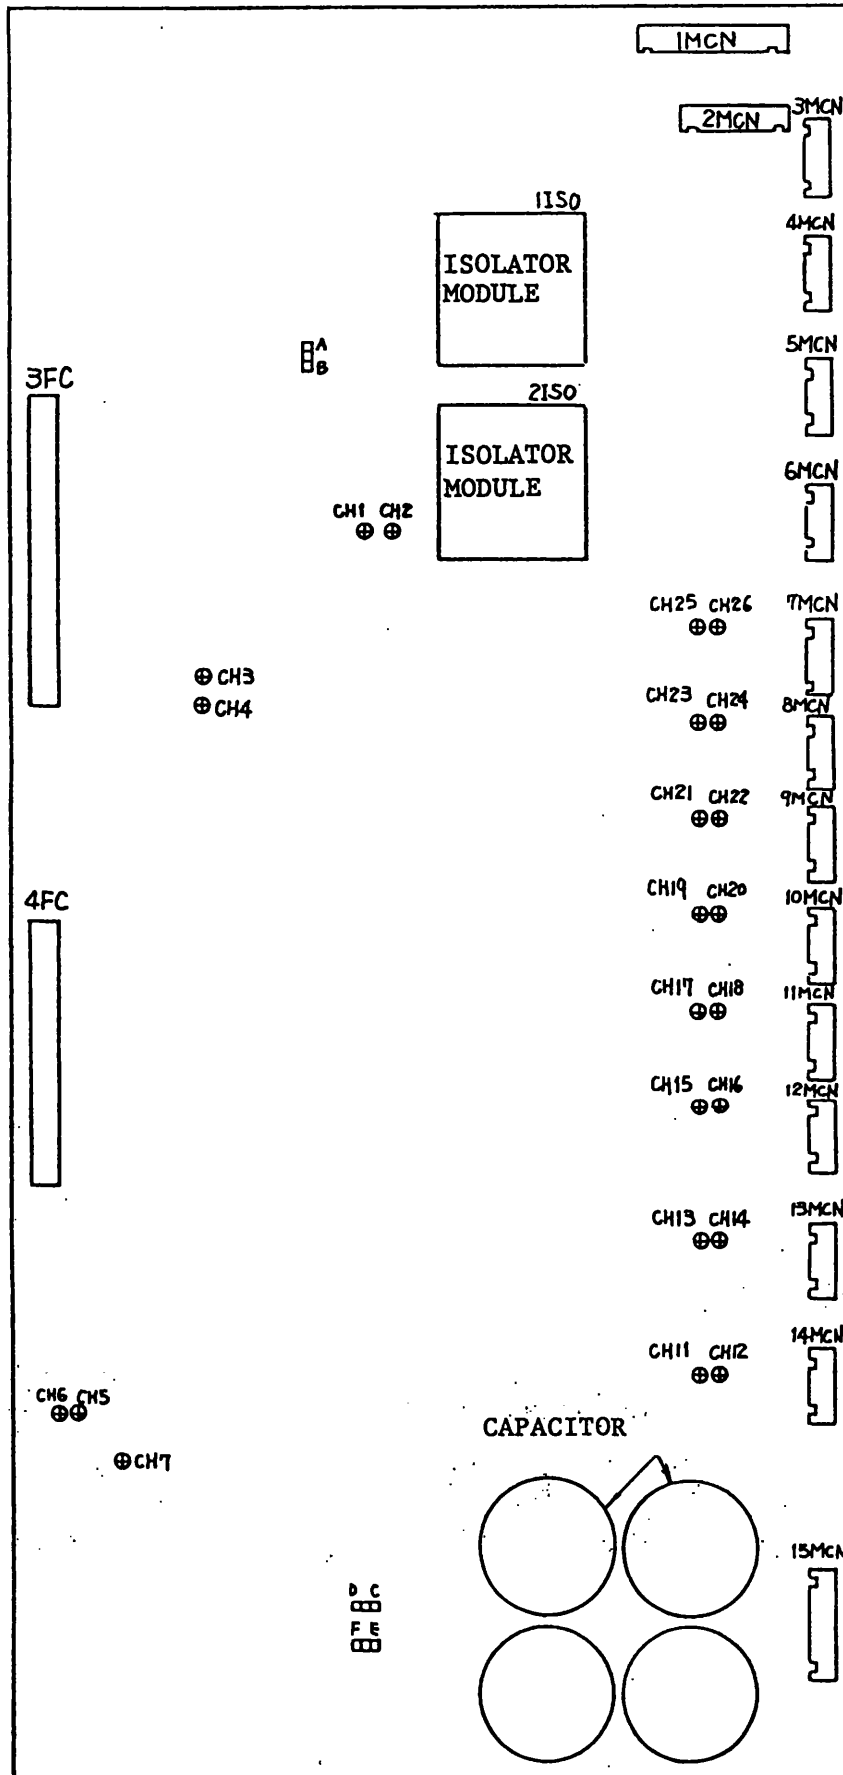 1MCN
2MCN
3MCN
1ISO
4MCN
ISOLATOR
MODULE
A
B
5MCN
3FC
2ISO
ISOLATOR
MODULE
6MCN
CH1 CH2
CH25 CH26
7MCN
CH3
CH4
CH23 CH24
8MCN
CH21 CH22
9MCN
4FC
CH19 CH20
10MCN
CH17 CH18
11MCN
CH15 CH16
12MCN
CH13 CH14
13MCN
CH11 CH12
14MCN
CH6 CH5
CAPACITOR
CH7
15MCN
D C
F E